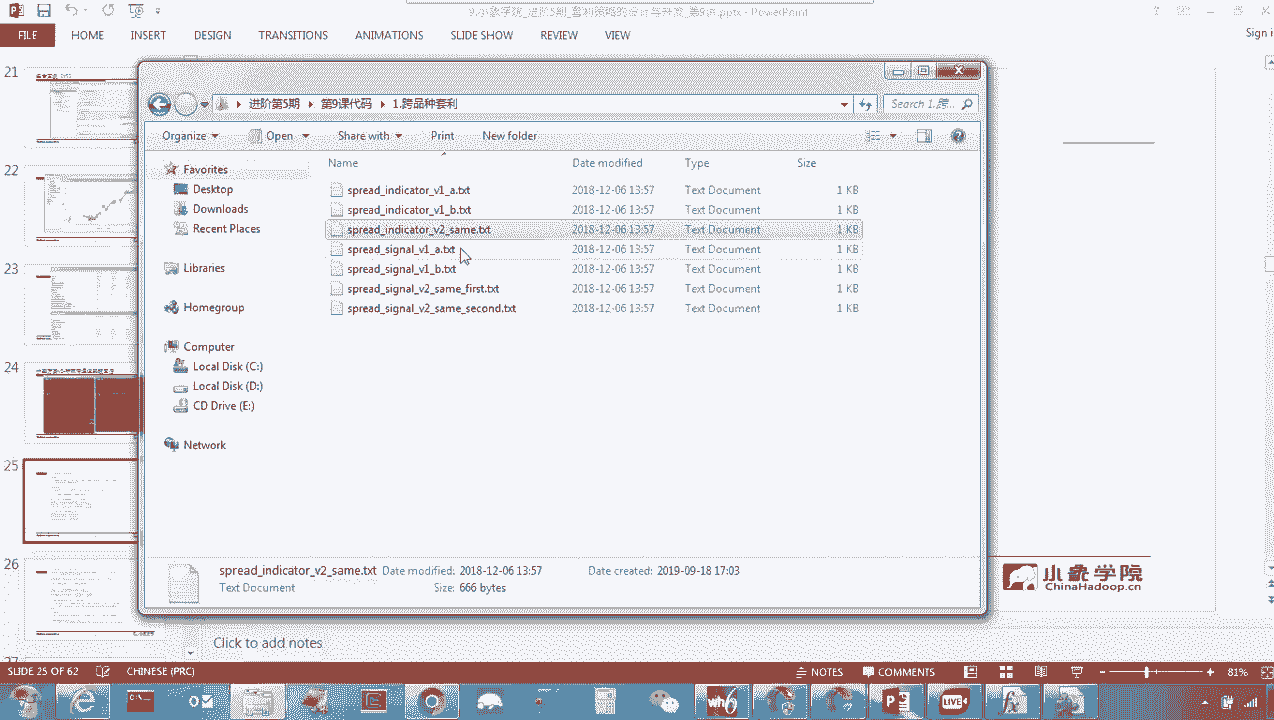 PowerPoint
FILE
HOME
INSERT
DESIGN
TRANSITIONS
ANIMATIONS
SLIDE SHOW
REVIEW
VIEW
Sign i
进阶第5期
第9课代码
1.跨品种套利
Search 1.跨...
Organize
Open
Share with
Print
New folder
Name
Date modified
Type
Size
Favorites
Desktop
Downloads
Recent Places
Libraries
Homegroup
Computer
Local Disk (C:)
Local Disk (D:)
CD Drive (E:)
Network
spread_indicator_v1_a.txt 2018-12-06 13:57 Text Document 1 KB
spread_indicator_v1_b.txt 2018-12-06 13:57 Text Document 1 KB
spread_indicator_v2_same.txt 2018-12-06 13:57 Text Document 1 KB
spread_signal_v1_a.txt 2018-12-06 13:57 Text Document 1 KB
spread_signal_v1_b.txt 2018-12-06 13:57 Text Document 1 KB
spread_signal_v2_same_first.txt 2018-12-06 13:57 Text Document 1 KB
spread_signal_v2_same_second.txt 2018-12-06 13:57 Text Document 1 KB
spread_indicator_v2_same.txt Date modified: 2018-12-06 13:57 Date created: 2019-09-18 17:03
Text Document Size: 666 bytes
21
22
23
24
25
26
27
小象学院
ChinaHadoop.cn
Click to add notes
SLIDE 25 OF 62
CHINESE (PRC)
NOTES
COMMENTS
81%
wh6
LIVE